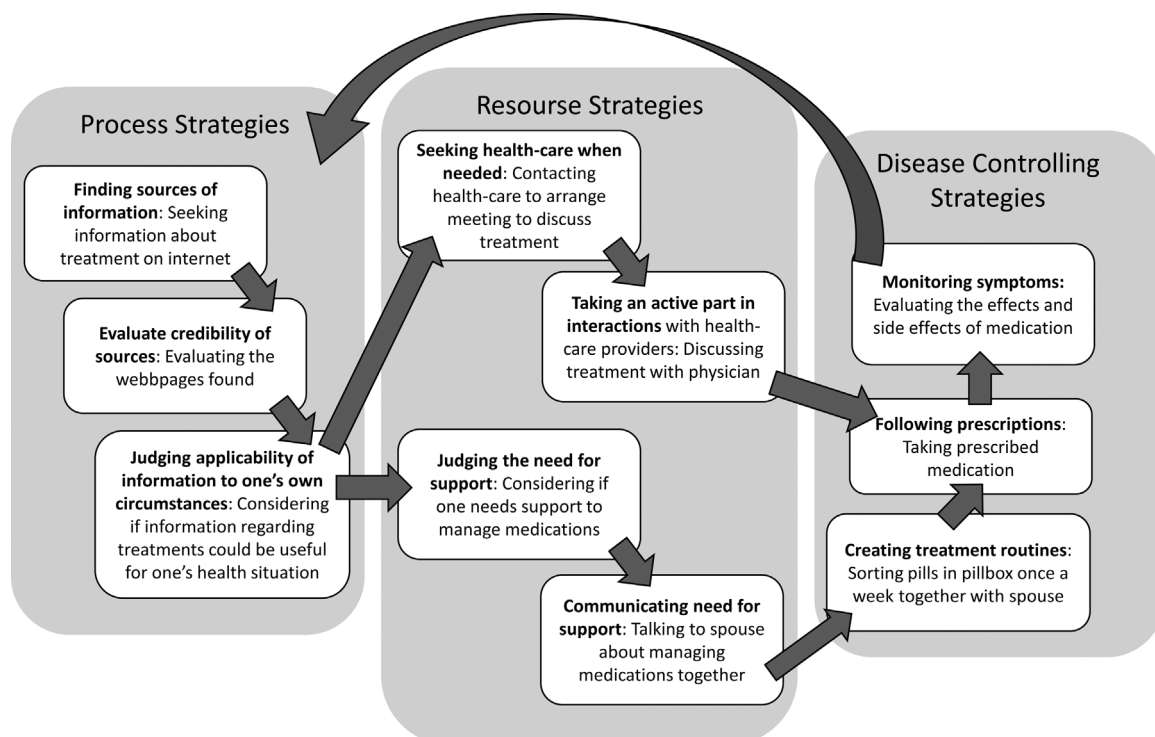 Process Strategies
Finding sources of
information: Seeking
information about
treatment on internet
Evaluate credibility of
sources: Evaluating the
webbpages found
Judging applicability of
information to one's own
circumstances: Considering
if information regarding
treatments could be useful
for one's health situation
Resourse Strategies
Seeking health-care when
needed: Contacting
health-care to arrange
meeting to discuss
treatment
Taking an active part in
interactions with health-
care providers: Discussing
treatment with physician
Judging the need for
support: Considering if
one needs support to
manage medications
Communicating need for
support: Talking to spouse
about managing
medications together
Disease Controlling
Strategies
Monitoring symptoms:
Evaluating the effects and
side effects of medication
Following prescriptions:
Taking prescribed
medication
Creating treatment routines:
Sorting pills in pillbox once a
week together with spouse